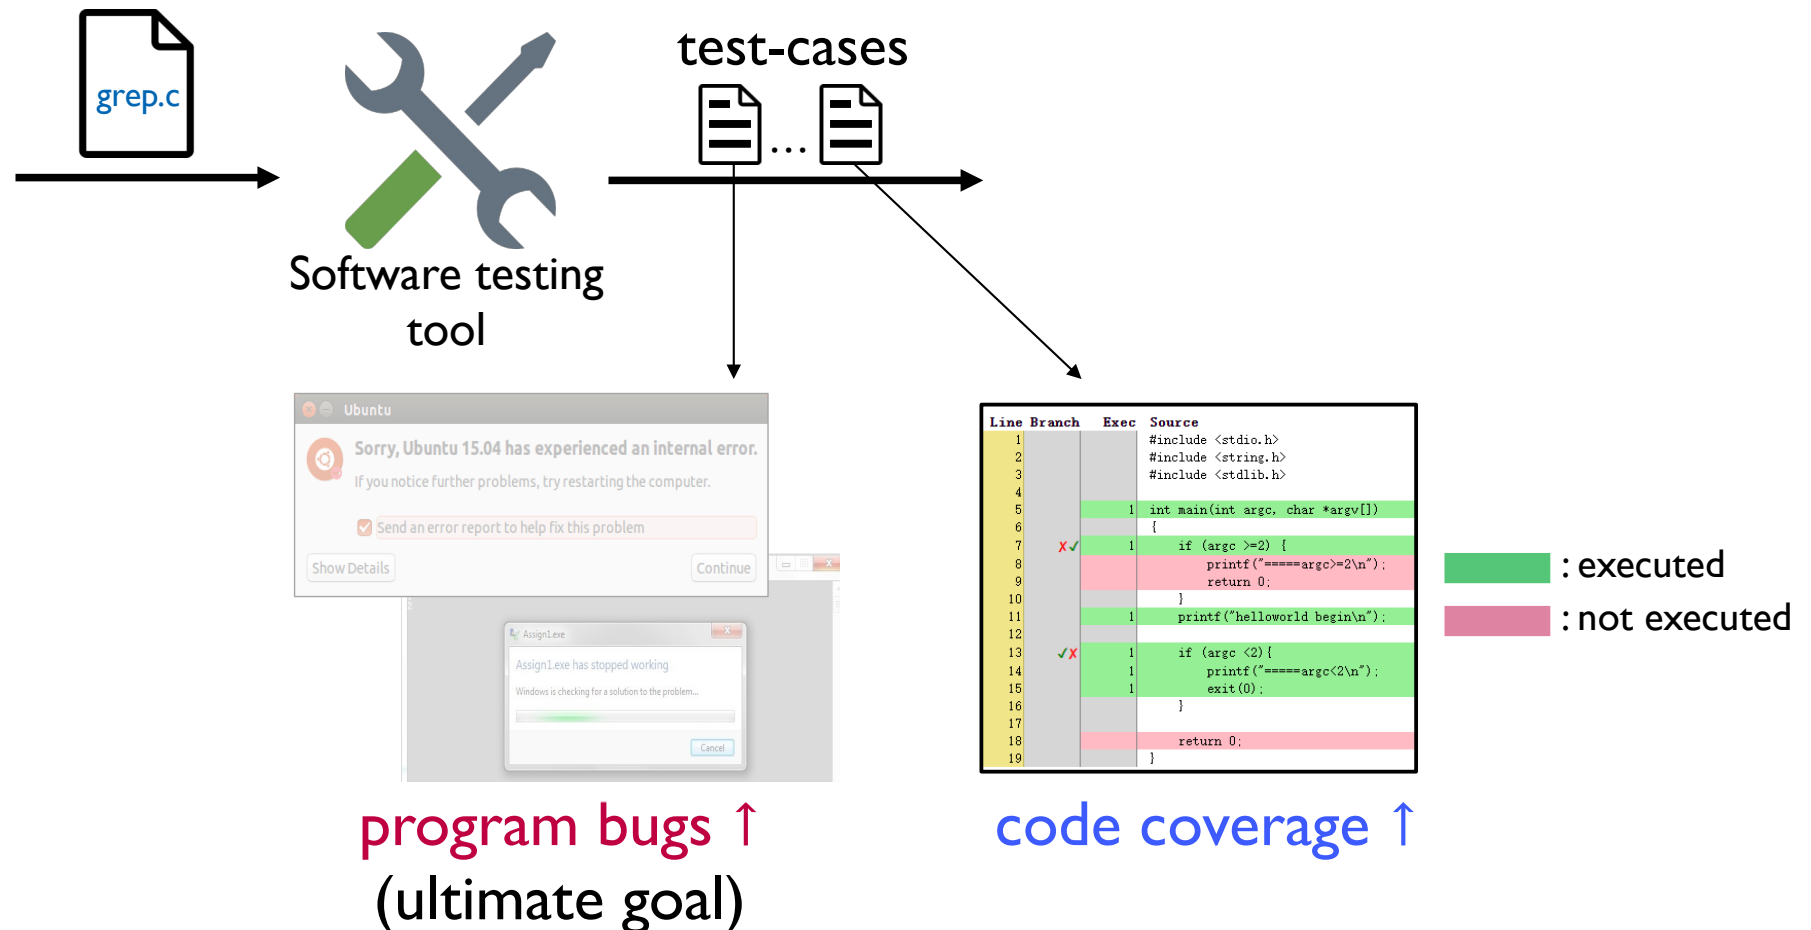 grep.c
test-cases
...
Software testing
tool
Ubuntu
Sorry, Ubuntu 15.04 has experienced an internal error.
If you notice further problems, try restarting the computer.
Send an error report to help fix this problem
Show Details
Continue
Assign1.exe
Assign1.exe has stopped working
Windows is checking for a solution to the problem...
Cancel
program bugs ↑
(ultimate goal)
Line Branch Exec Source
1 #include <stdio.h>
2 #include <string.h>
3 #include <stdlib.h>
4
5 1 int main(int argc, char *argv[])
6 {
7 ✗✓ 1 if (argc >=2) {
8 printf("=====argc>=2\n");
9 return 0;
10 }
11 1 printf("helloworld begin\n");
12
13 ✓✗ 1 if (argc <2){
14 1 printf("=====argc<2\n");
15 1 exit(0);
16 }
17
18 return 0;
19 }
code coverage ↑
: executed
: not executed